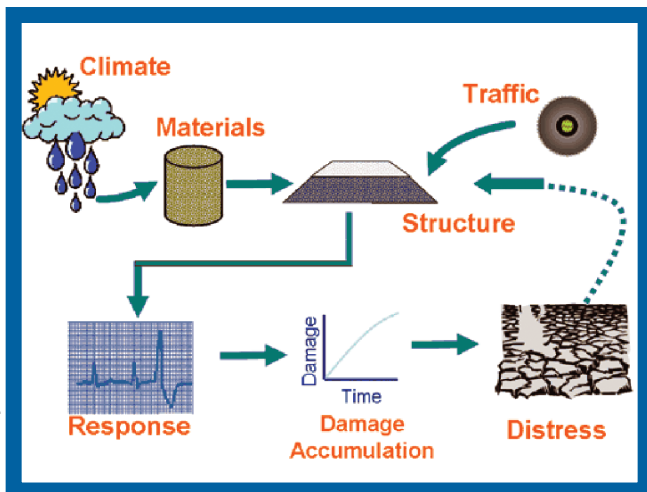 Climate
Traffic
Materials
Structure
Damage
Time
Response
Damage
Accumulation
Distress